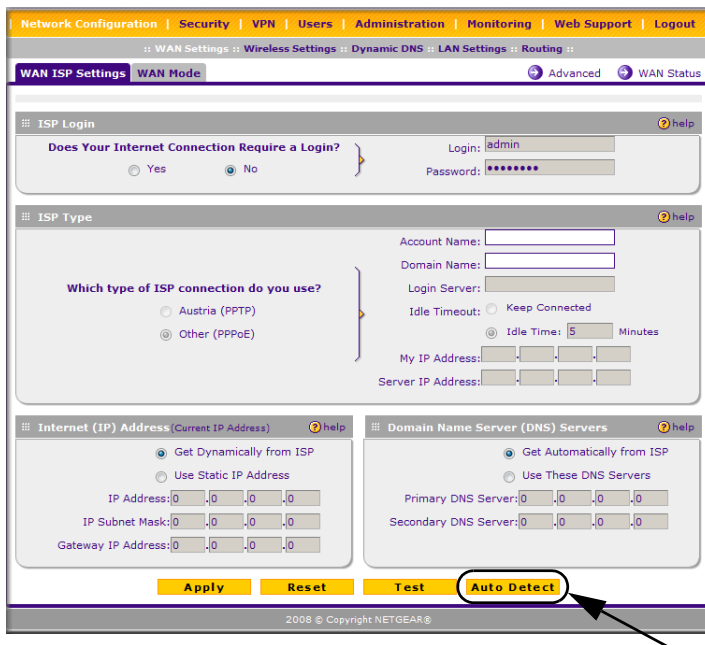 Network Configuration | Security | VPN | Users | Administration | Monitoring | Web Support | Logout
:: WAN Settings :: Wireless Settings :: Dynamic DNS :: LAN Settings :: Routing ::
WAN ISP Settings WAN Mode Advanced WAN Status
ISP Login help
Does Your Internet Connection Require a Login?
Yes No
Login: admin
Password: ••••••••
ISP Type help
Which type of ISP connection do you use?
Austria (PPTP)
Other (PPPoE)
Account Name:
Domain Name:
Login Server:
Idle Timeout: Keep Connected
Idle Time: 5 Minutes
My IP Address: . . .
Server IP Address: . . .
Internet (IP) Address (Current IP Address) help
Get Dynamically from ISP
Use Static IP Address
IP Address: 0 .0 .0 .0
IP Subnet Mask: 0 .0 .0 .0
Gateway IP Address: 0 .0 .0 .0
Domain Name Server (DNS) Servers help
Get Automatically from ISP
Use These DNS Servers
Primary DNS Server: 0 .0 .0 .0
Secondary DNS Server: 0 .0 .0 .0
Apply Reset Test Auto Detect
2008 © Copyright NETGEAR®